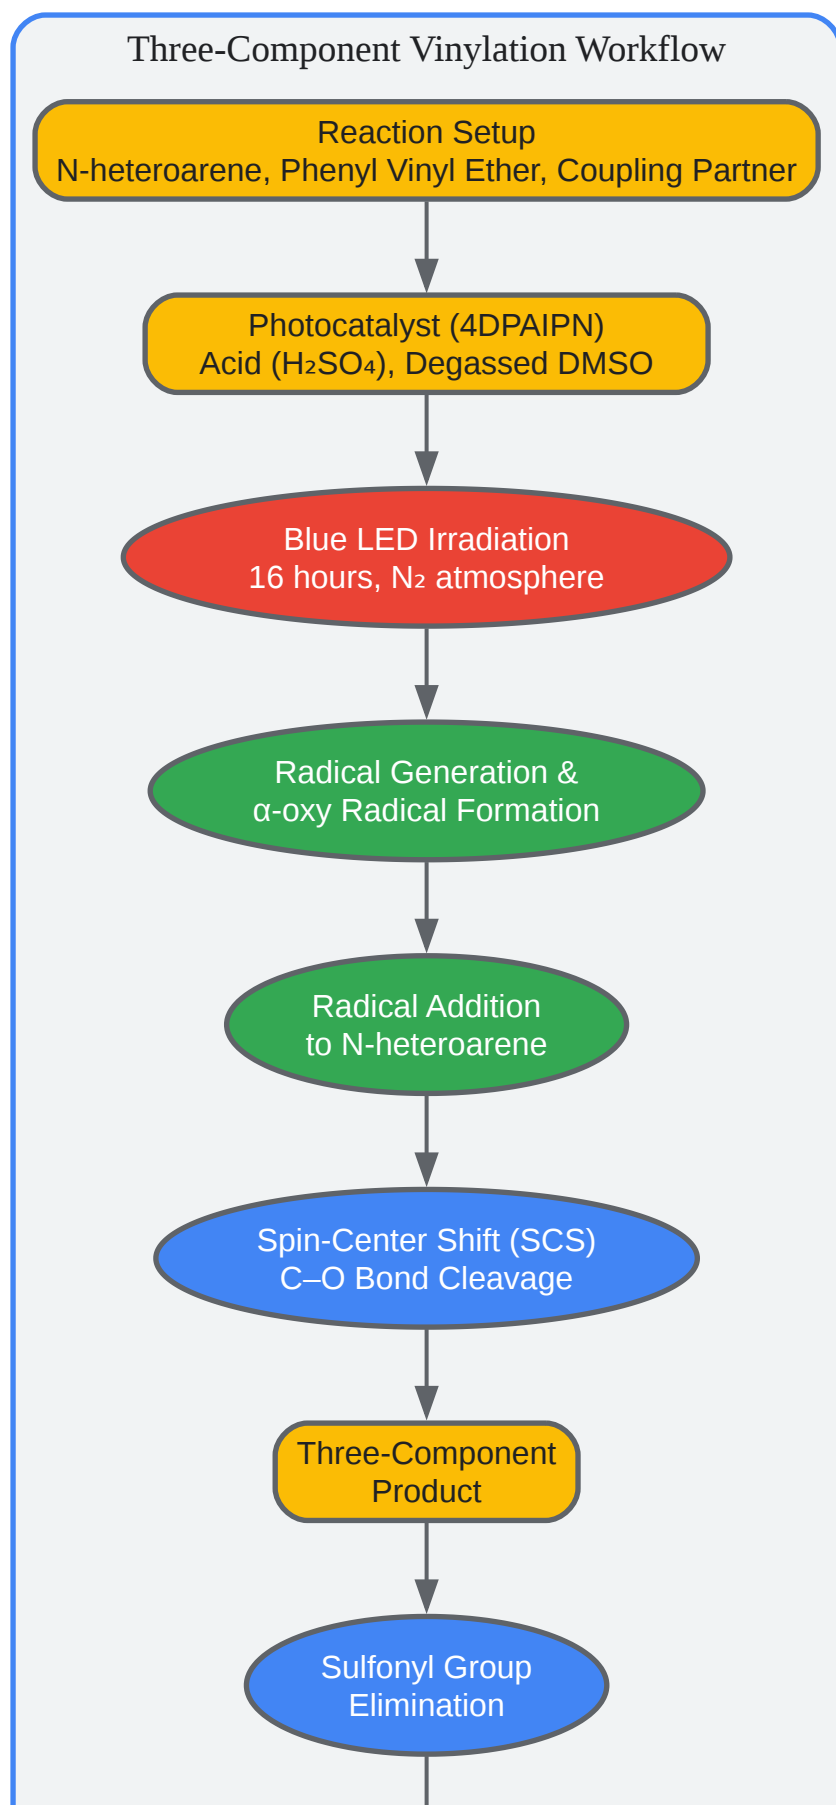 Three-Component Vinylation Workflow
Reaction Setup
N-heteroarene, Phenyl Vinyl Ether, Coupling Partner
Photocatalyst (4DPAIPN)
Acid (H₂SO₄), Degassed DMSO
Blue LED Irradiation
16 hours, N₂ atmosphere
Radical Generation &
α-oxy Radical Formation
Radical Addition
to N-heteroarene
Spin-Center Shift (SCS)
C–O Bond Cleavage
Three-Component
Product
Sulfonyl Group
Elimination